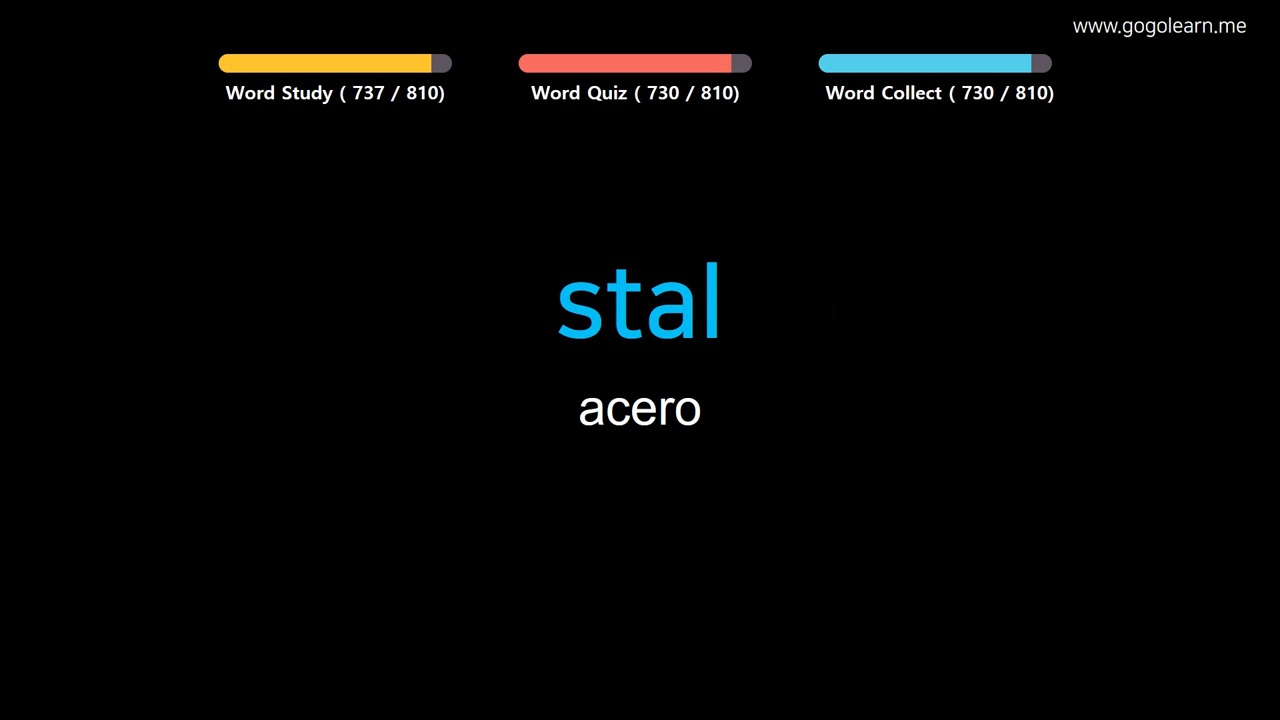 www.gogolearn.me
Word Study ( 737 / 810)
Word Quiz ( 730 / 810)
Word Collect ( 730 / 810)
stal
acero